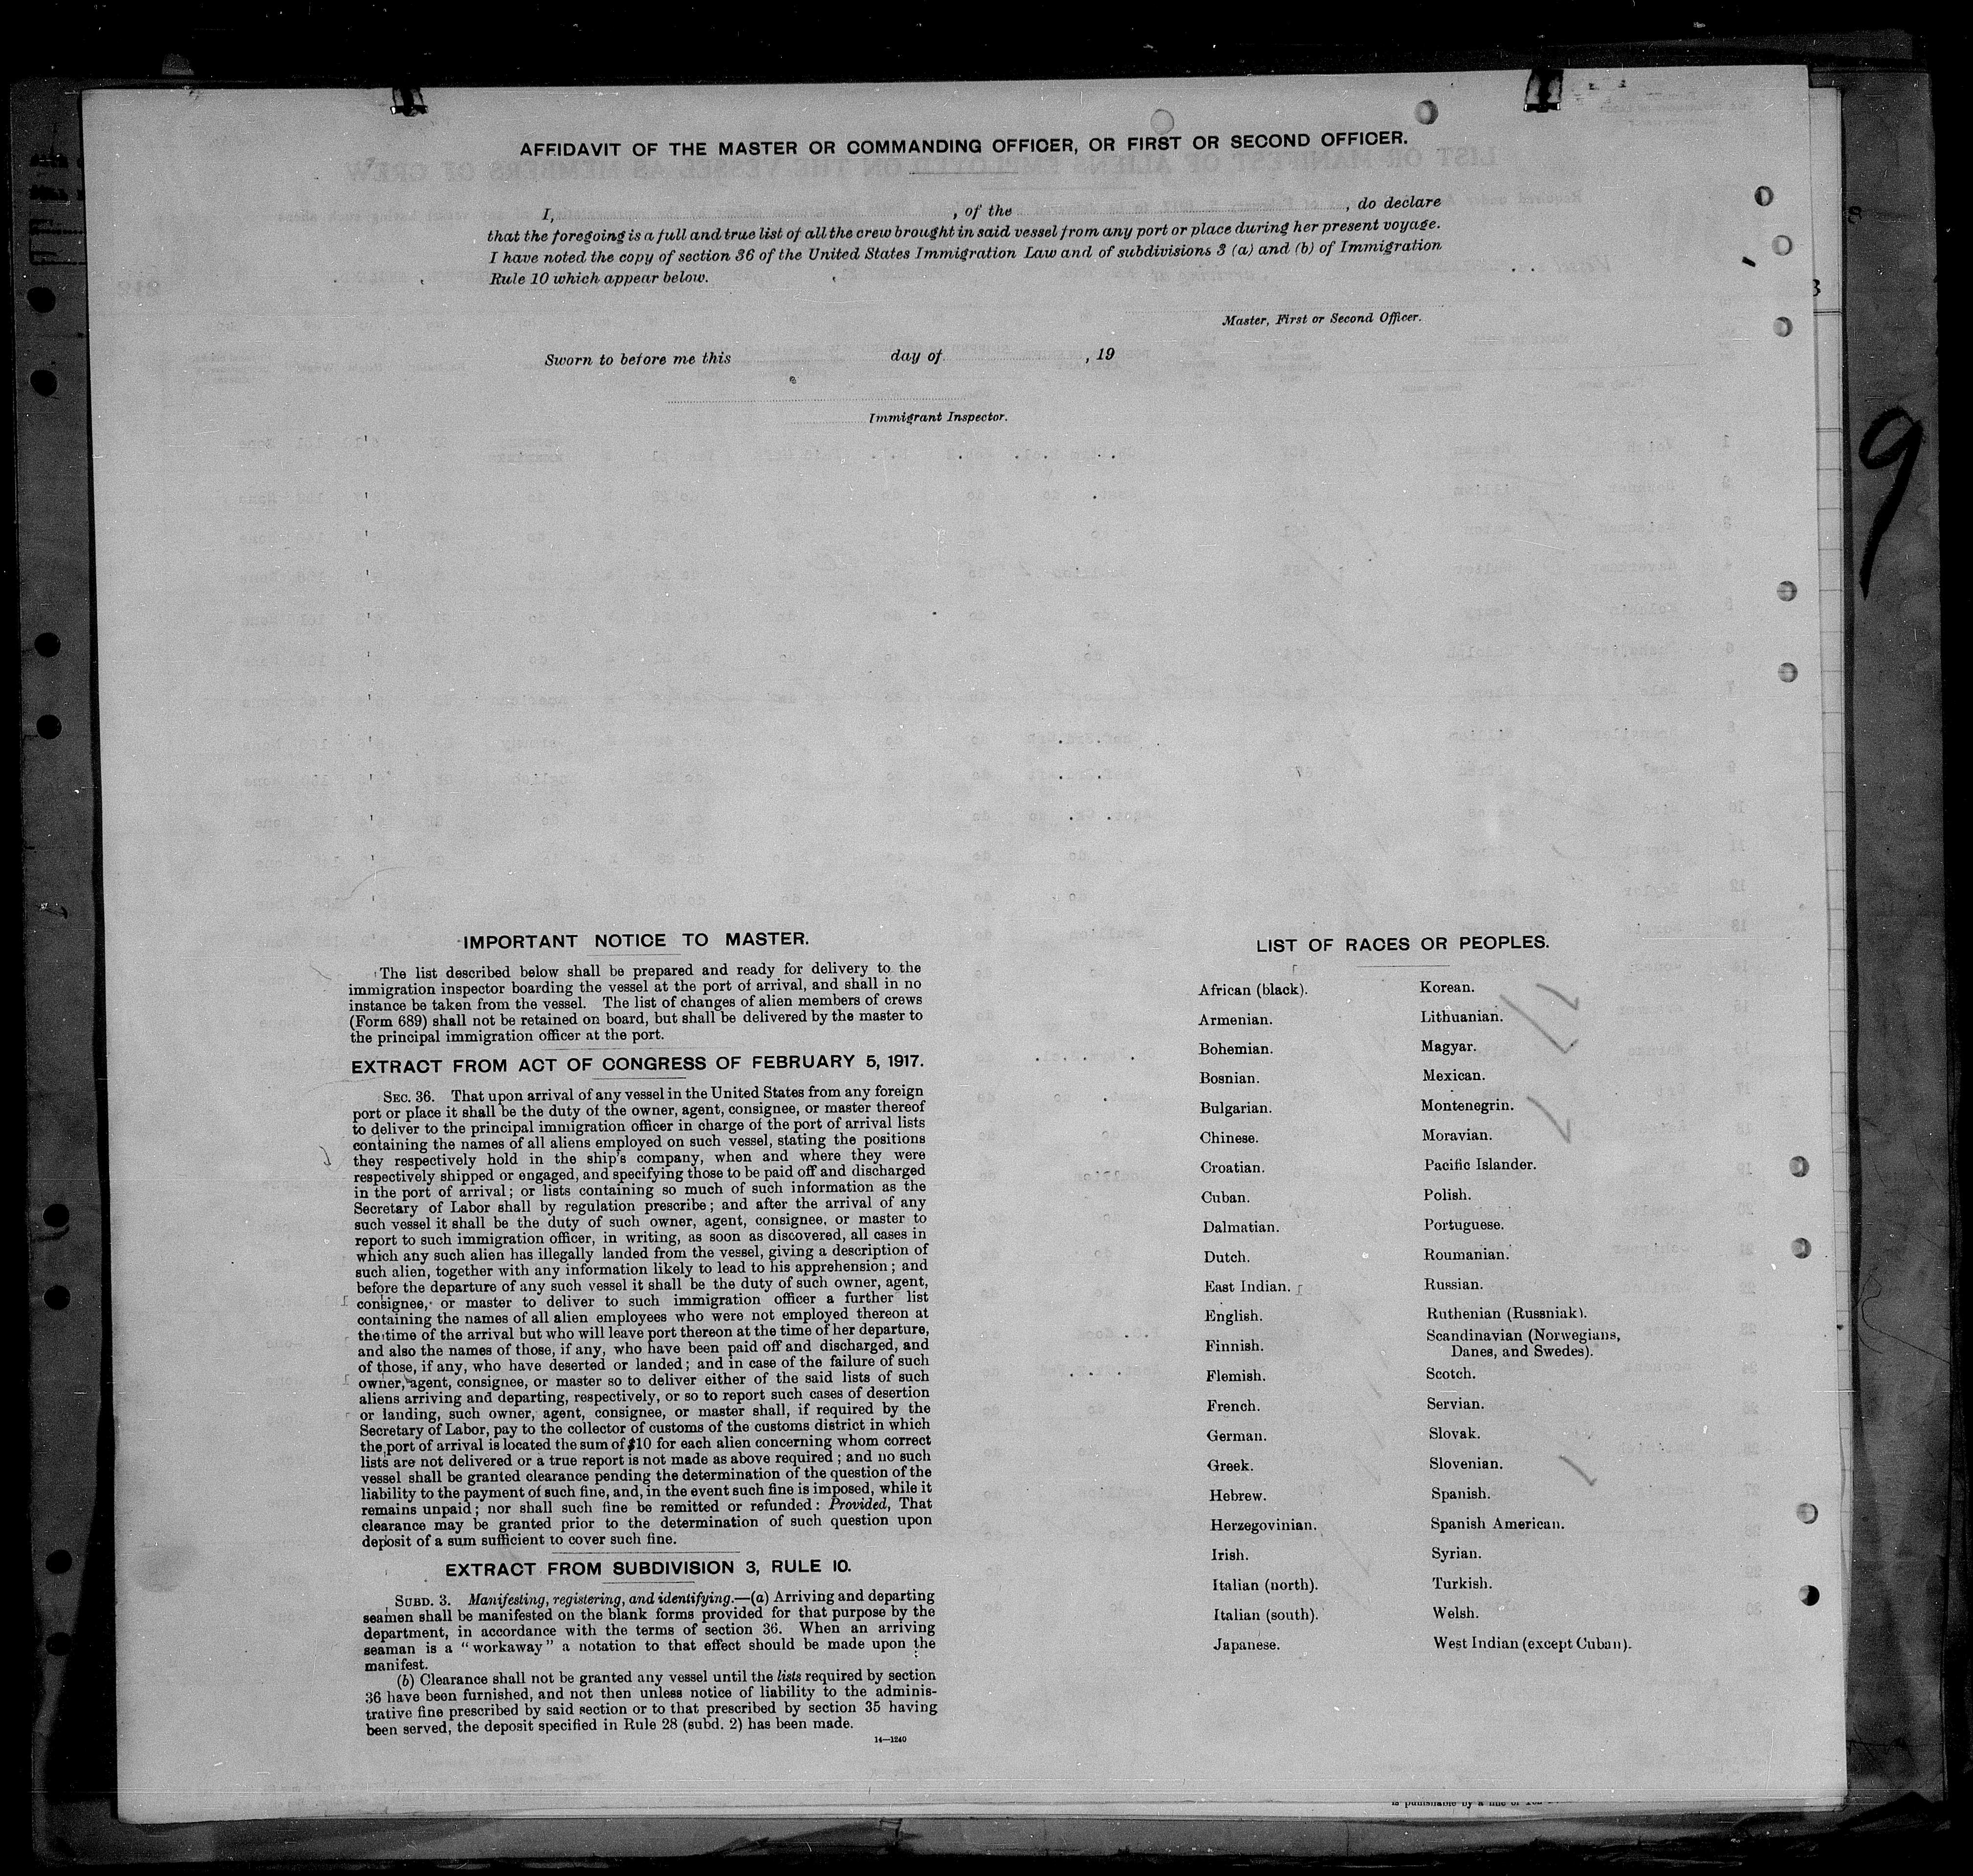 AFFIDAVIT OF THE MASTER OR COMMANDING OFFICER, OR FIRST OR SECOND OFFICER.
I, , of the , do declare
that the foregoing is a full and true list of all the crew brought in said vessel from any port or place during her present voyage.
I have noted the copy of section 36 of the United States Immigration Law and of subdivisions 3 (a) and (b) of Immigration
Rule 10 which appear below.
Master, First or Second Officer.
Sworn to before me this day of , 19
Immigrant Inspector.
9
IMPORTANT NOTICE TO MASTER.
The list described below shall be prepared and ready for delivery to the
immigration inspector boarding the vessel at the port of arrival, and shall in no
instance be taken from the vessel. The list of changes of alien members of crews
(Form 689) shall not be retained on board, but shall be delivered by the master to
the principal immigration officer at the port.
EXTRACT FROM ACT OF CONGRESS OF FEBRUARY 5, 1917.
SEC. 36. That upon arrival of any vessel in the United States from any foreign
port or place it shall be the duty of the owner, agent, consignee, or master thereof
to deliver to the principal immigration officer in charge of the port of arrival lists
containing the names of all aliens employed on such vessel, stating the positions
they respectively hold in the ship's company, when and where they were
respectively shipped or engaged, and specifying those to be paid off and discharged
in the port of arrival; or lists containing so much of such information as the
Secretary of Labor shall by regulation prescribe; and after the arrival of any
such vessel it shall be the duty of such owner, agent, consignee, or master to
report to such immigration officer, in writing, as soon as discovered, all cases in
which any such alien has illegally landed from the vessel, giving a description of
such alien, together with any information likely to lead to his apprehension; and
before the departure of any such vessel it shall be the duty of such owner, agent,
consignee, or master to deliver to such immigration officer a further list
containing the names of all alien employees who were not employed thereon at
the time of the arrival but who will leave port thereon at the time of her departure,
and also the names of those, if any, who have been paid off and discharged, and
of those, if any, who have deserted or landed; and in case of the failure of such
owner, agent, consignee, or master so to deliver either of the said lists of such
aliens arriving and departing, respectively, or so to report such cases of desertion
or landing, such owner, agent, consignee, or master shall, if required by the
Secretary of Labor, pay to the collector of customs of the customs district in which
the port of arrival is located the sum of $10 for each alien concerning whom correct
lists are not delivered or a true report is not made as above required; and no such
vessel shall be granted clearance pending the determination of the question of the
liability to the payment of such fine, and, in the event such fine is imposed, while it
remains unpaid; nor shall such fine be remitted or refunded: Provided, That
clearance may be granted prior to the determination of such question upon
deposit of a sum sufficient to cover such fine.
EXTRACT FROM SUBDIVISION 3, RULE 10.
SUBD. 3. Manifesting, registering, and identifying.—(a) Arriving and departing
seamen shall be manifested on the blank forms provided for that purpose by the
department, in accordance with the terms of section 36. When an arriving
seaman is a "workaway" a notation to that effect should be made upon the
manifest.
(b) Clearance shall not be granted any vessel until the lists required by section
36 have been furnished, and not then unless notice of liability to the adminis-
trative fine prescribed by said section or to that prescribed by section 35 having
been served, the deposit specified in Rule 28 (subd. 2) has been made.
14—1240
LIST OF RACES OR PEOPLES.
African (black).
Armenian.
Bohemian.
Bosnian.
Bulgarian.
Chinese.
Croatian.
Cuban.
Dalmatian.
Dutch.
East Indian.
English.
Finnish.
Flemish.
French.
German.
Greek.
Hebrew.
Herzegovinian.
Irish.
Italian (north).
Italian (south).
Japanese.
Korean.
Lithuanian.
Magyar.
Mexican.
Montenegrin.
Moravian.
Pacific Islander.
Polish.
Portuguese.
Roumanian.
Russian.
Ruthenian (Russniak).
Scandinavian (Norwegians,
Danes, and Swedes).
Scotch.
Servian.
Slovak.
Slovenian.
Spanish.
Spanish American.
Syrian.
Turkish.
Welsh.
West Indian (except Cuban).
is punishable by a fine of